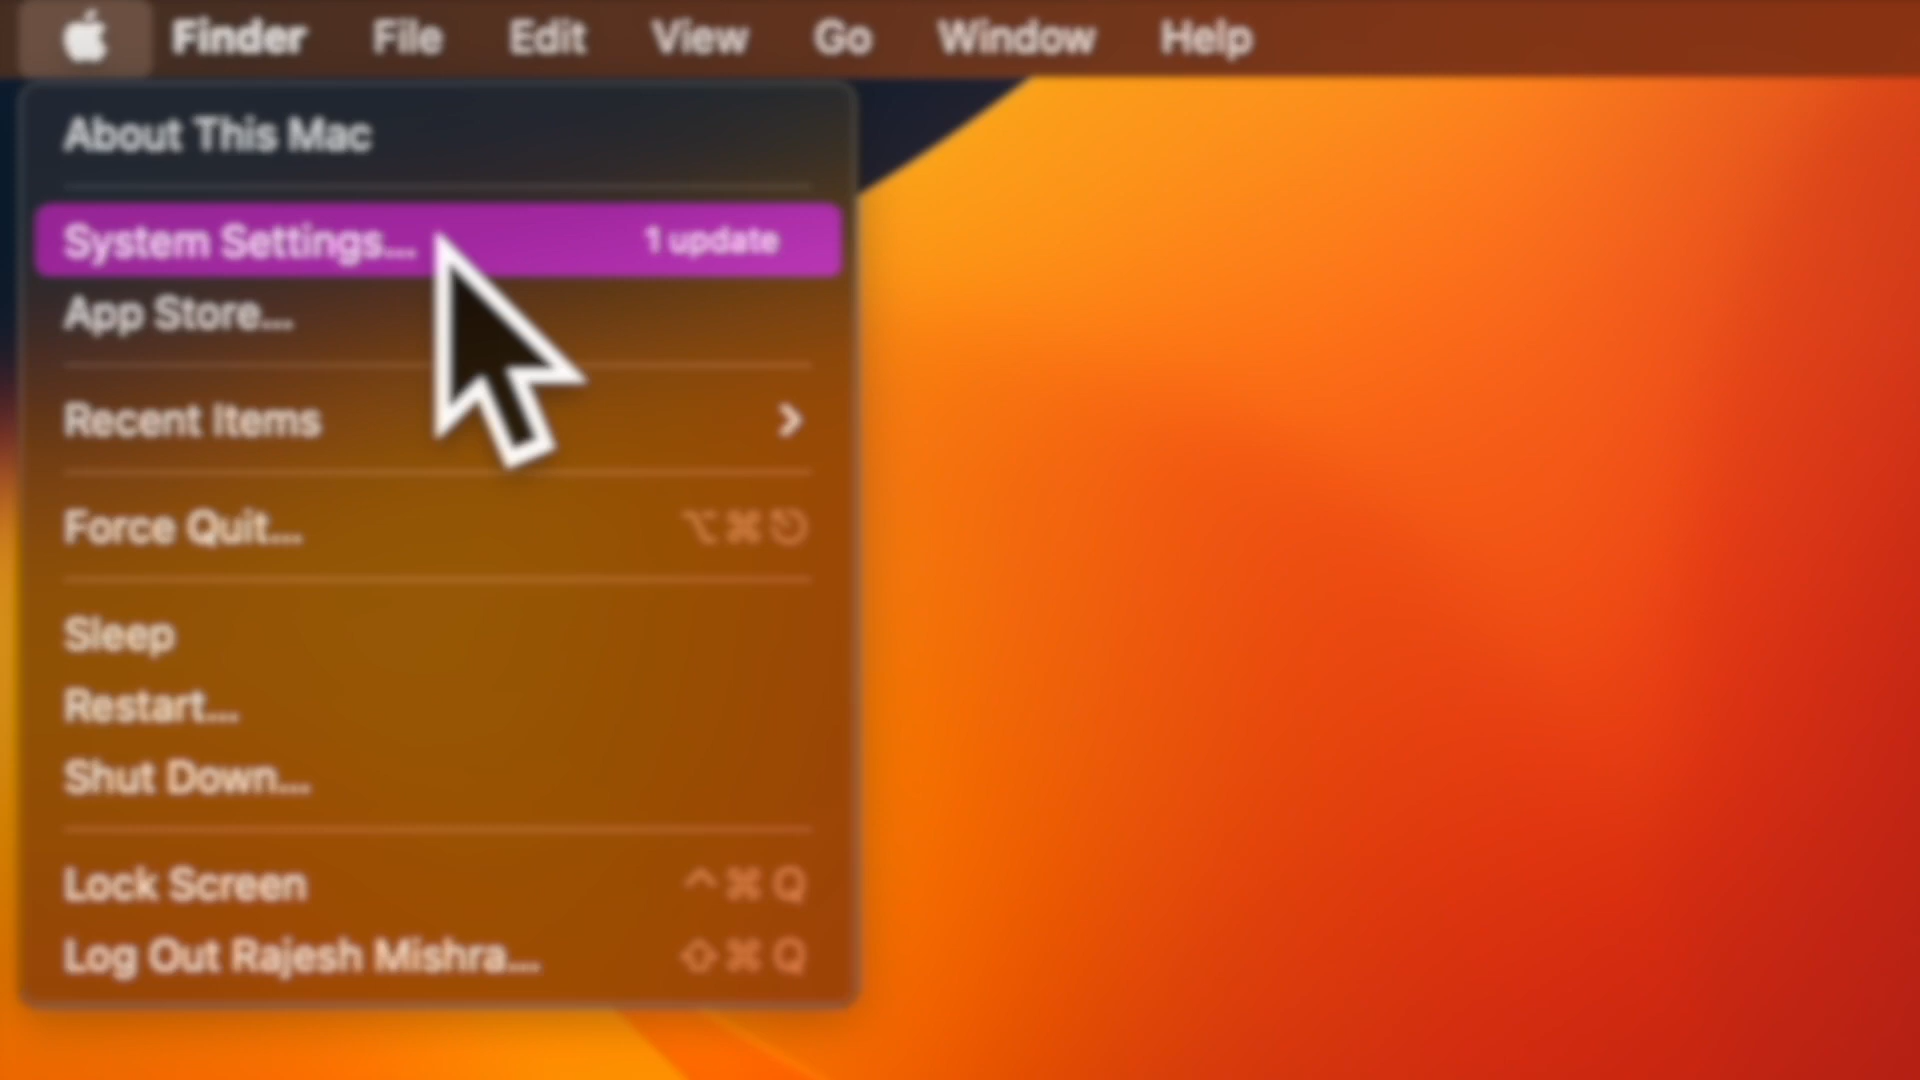 Finder File Edit View Go Window Help
About This Mac
System Settings... 1 update
App Store...
Recent Items
Force Quit... ⌥⌘⎋
Sleep
Restart...
Shut Down...
Lock Screen ^⌘Q
Log Out Rajesh Mishra... ⇧⌘Q